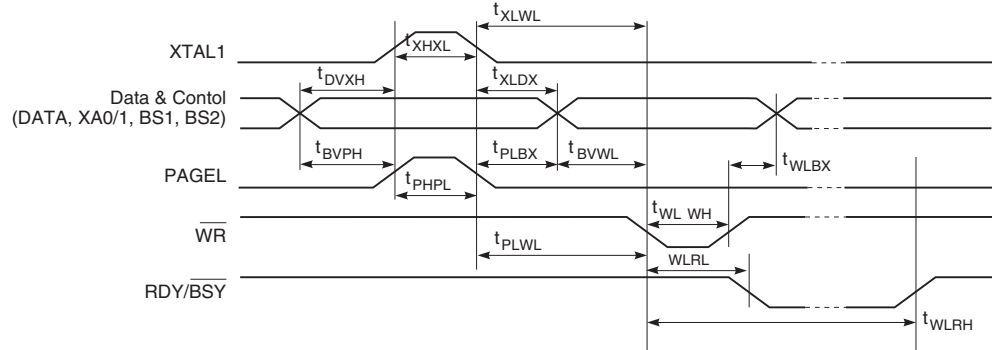 tXLWL
XTAL1
tXHXL
tDVXH
tXLDX
Data & Contol
(DATA, XA0/1, BS1, BS2)
tBVPH
tPLBX
tBVWL
tWLBX
PAGEL
tPHPL
tWL WH
WR
tPLWL
WLRL
RDY/BSY
tWLRH